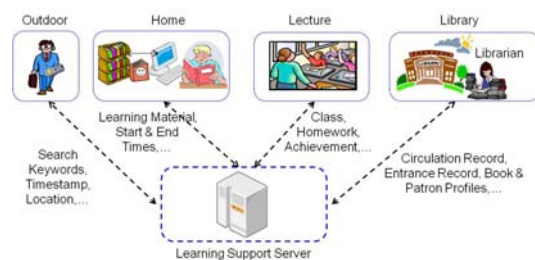 Outdoor
Home
Lecture
Library
Librarian
Learning Material,
Start & End
Times,...
Class,
Homework,
Achievement,...
Search
Keywords,
Timestamp,
Location,...
Circulation Record,
Entrance Record, Book &
Patron Profiles,...
Learning Support Server